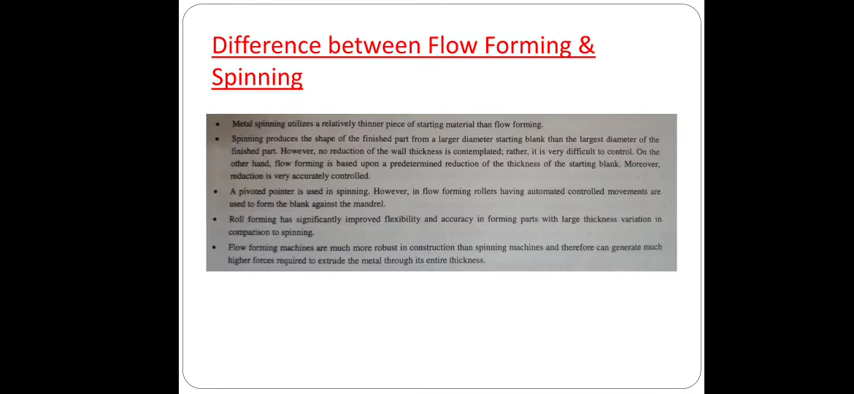 Difference between Flow Forming &
Spinning
• Metal spinning utilizes a relatively thinner piece of starting material than flow forming.
• Spinning produces the shape of the finished part from a larger diameter starting blank than the largest diameter of the
finished part. However, no reduction of the wall thickness is contemplated; rather, it is very difficult to control. On the
other hand, flow forming is based upon a predetermined reduction of the thickness of the starting blank. Moreover,
reduction is very accurately controlled.
• A pivoted pointer is used in spinning. However, in flow forming rollers having automated controlled movements are
used to form the blank against the mandrel.
• Roll forming has significantly improved flexibility and accuracy in forming parts with large thickness variation in
comparison to spinning.
• Flow forming machines are much more robust in construction than spinning machines and therefore can generate much
higher forces required to extrude the metal through its entire thickness.